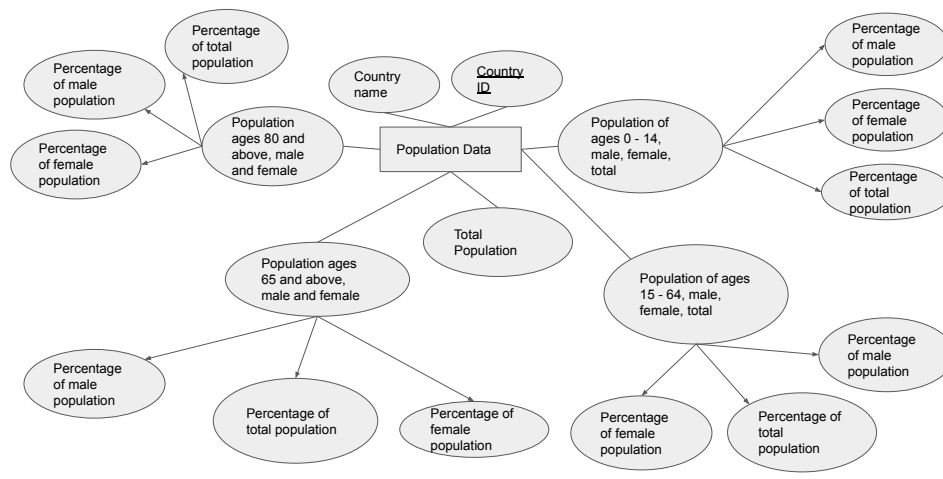 Percentage
of total
population
Percentage
of male
population
Percentage
of female
population
Population
ages 80 and
above, male
and female
Country
name
Country
ID
Population Data
Population of
ages 0 - 14,
male, female,
total
Percentage
of male
population
Percentage
of female
population
Percentage
of total
population
Total
Population
Population ages
65 and above,
male and female
Population of ages
15 - 64, male,
female, total
Percentage
of male
population
Percentage of
total population
Percentage of
female
population
Percentage
of female
population
Percentage of
total
population
Percentage
of male
population